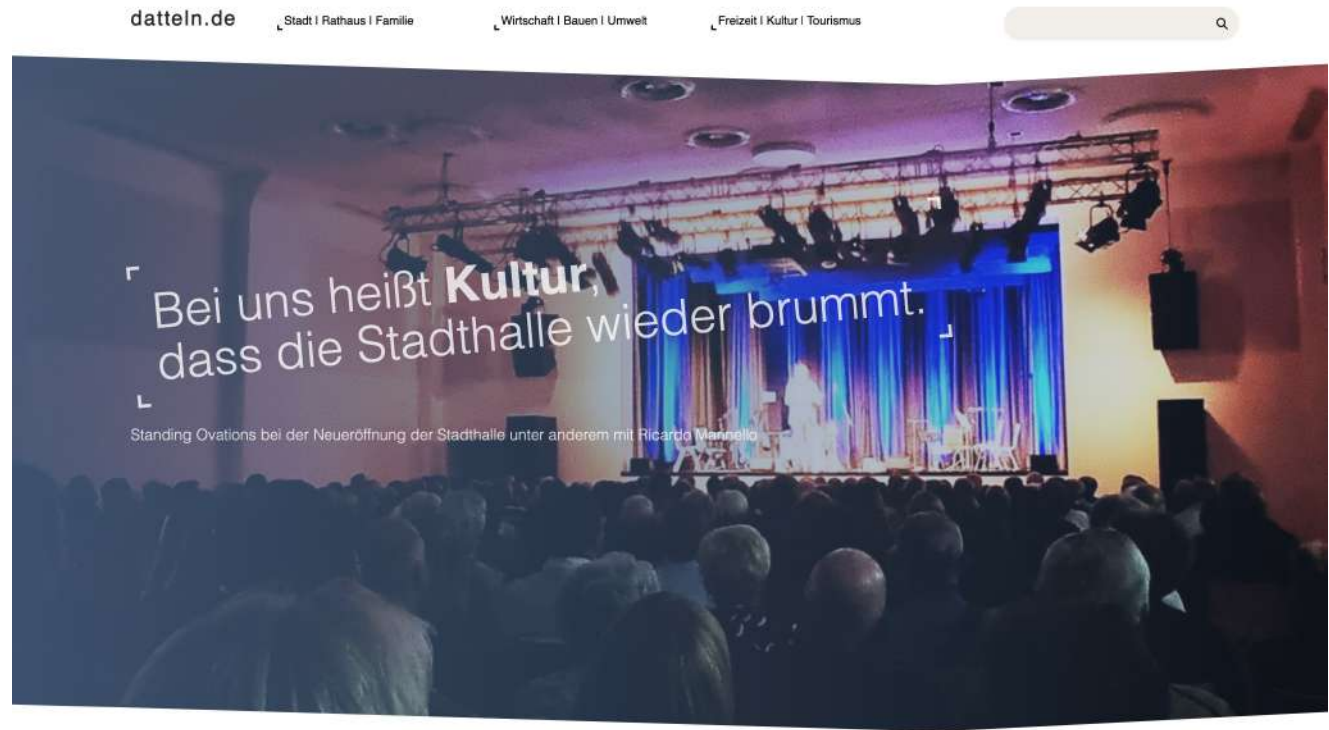 datteln.de
Stadt I Rathaus I Familie
Wirtschaft I Bauen I Umwelt
Freizeit I Kultur I Tourismus
Bei uns heißt Kultur,
dass die Stadthalle wieder brummt.
Standing Ovations bei der Neueröffnung der Stadthalle unter anderem mit Ricardo Marinello